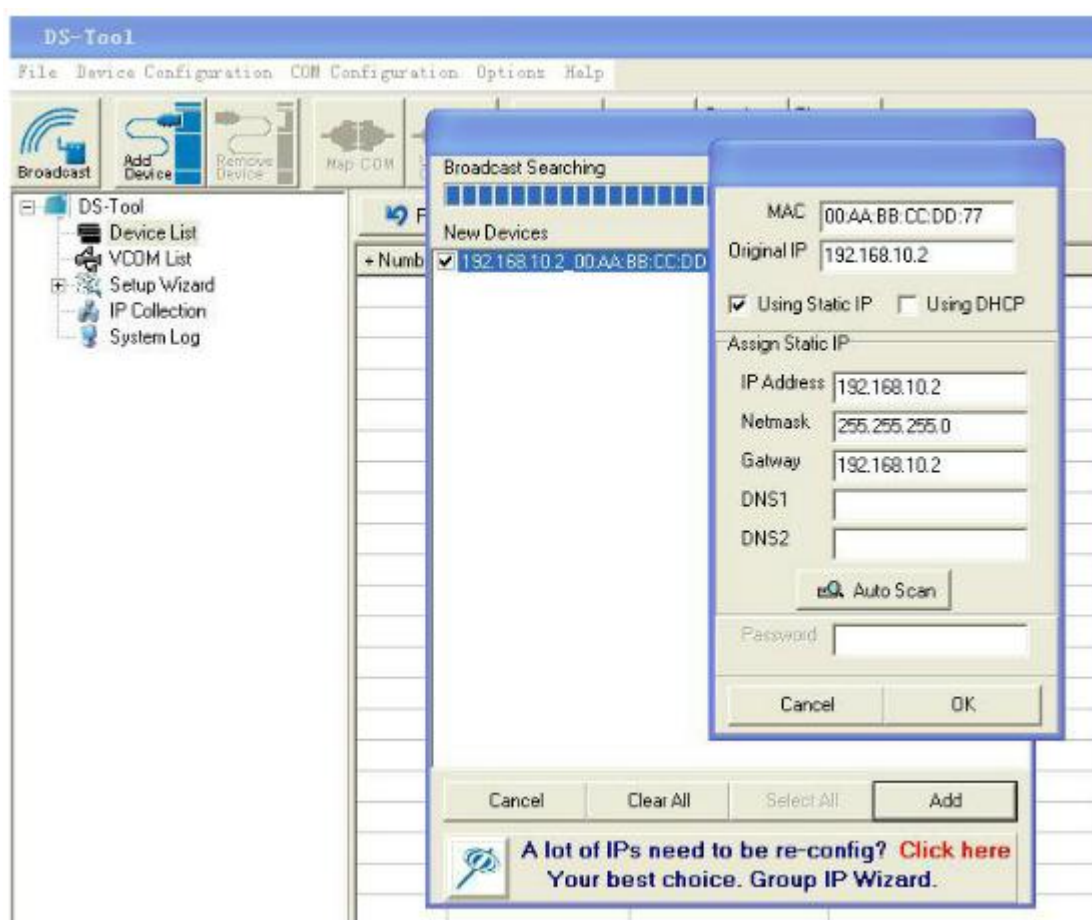 DS-Tool
File Device Configuration COM Configuration Options Help
Broadcast
Add Device
Remove Device
Map COM
DS-Tool
Device List
VCOM List
Setup Wizard
IP Collection
System Log
+ Numb
Broadcast Searching
New Devices
192.168.10.2_00:AA:BB:CC:DD
MAC 00:AA:BB:CC:DD:77
Original IP 192.168.10.2
Using Static IP Using DHCP
Assign Static IP
IP Address 192.168.10.2
Netmask 255.255.255.0
Gatway 192.168.10.2
DNS1
DNS2
Auto Scan
Password
Cancel OK
Cancel Clear All Select All Add
A lot of IPs need to be re-config? Click here
Your best choice. Group IP Wizard.